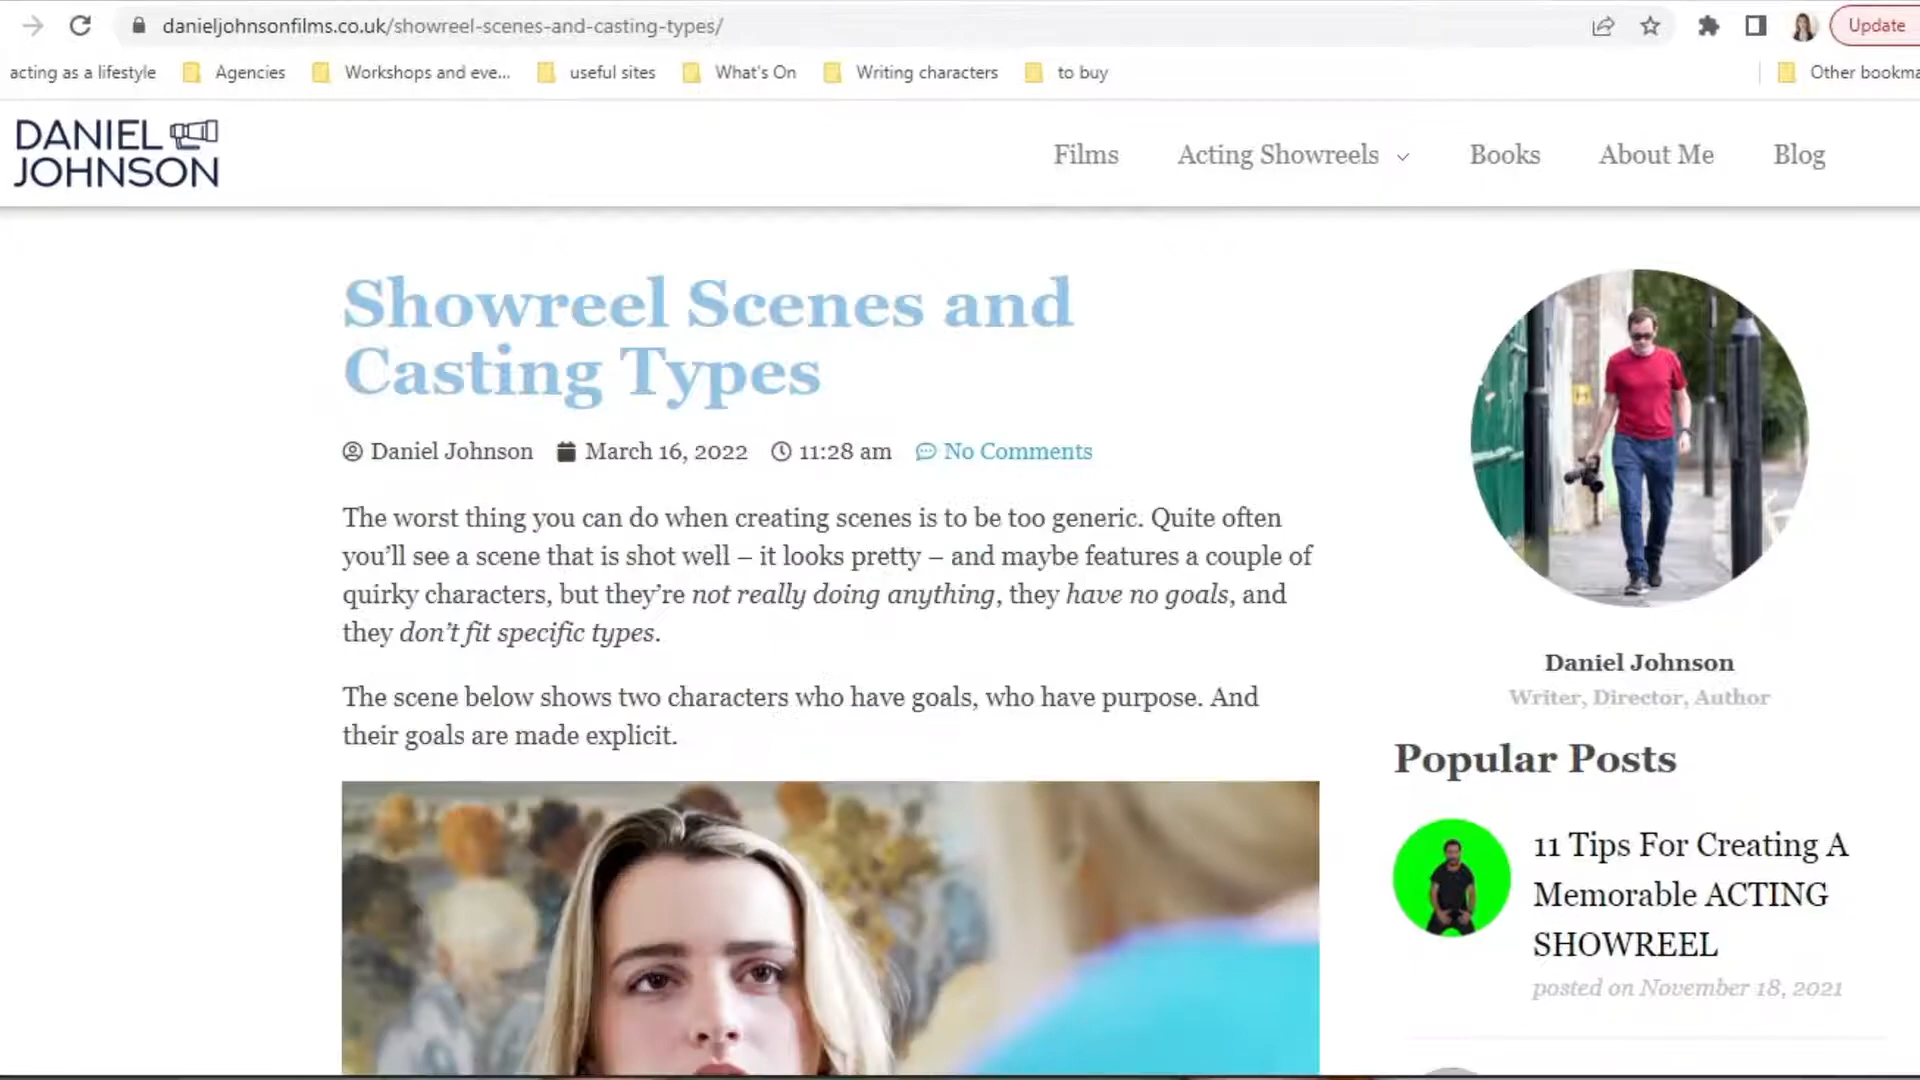 danieljohnsonfilms.co.uk/showreel-scenes-and-casting-types/
Update
acting as a lifestyle
Agencies
Workshops and eve...
useful sites
What's On
Writing characters
to buy
Other bookma
DANIEL
JOHNSON
Films
Acting Showreels
Books
About Me
Blog
Showreel Scenes and
Casting Types
Daniel Johnson
March 16, 2022
11:28 am
No Comments
The worst thing you can do when creating scenes is to be too generic. Quite often
you’ll see a scene that is shot well – it looks pretty – and maybe features a couple of
quirky characters, but they’re not really doing anything, they have no goals, and
they don’t fit specific types.
The scene below shows two characters who have goals, who have purpose. And
their goals are made explicit.
Daniel Johnson
Writer, Director, Author
Popular Posts
11 Tips For Creating A
Memorable ACTING
SHOWREEL
posted on November 18, 2021